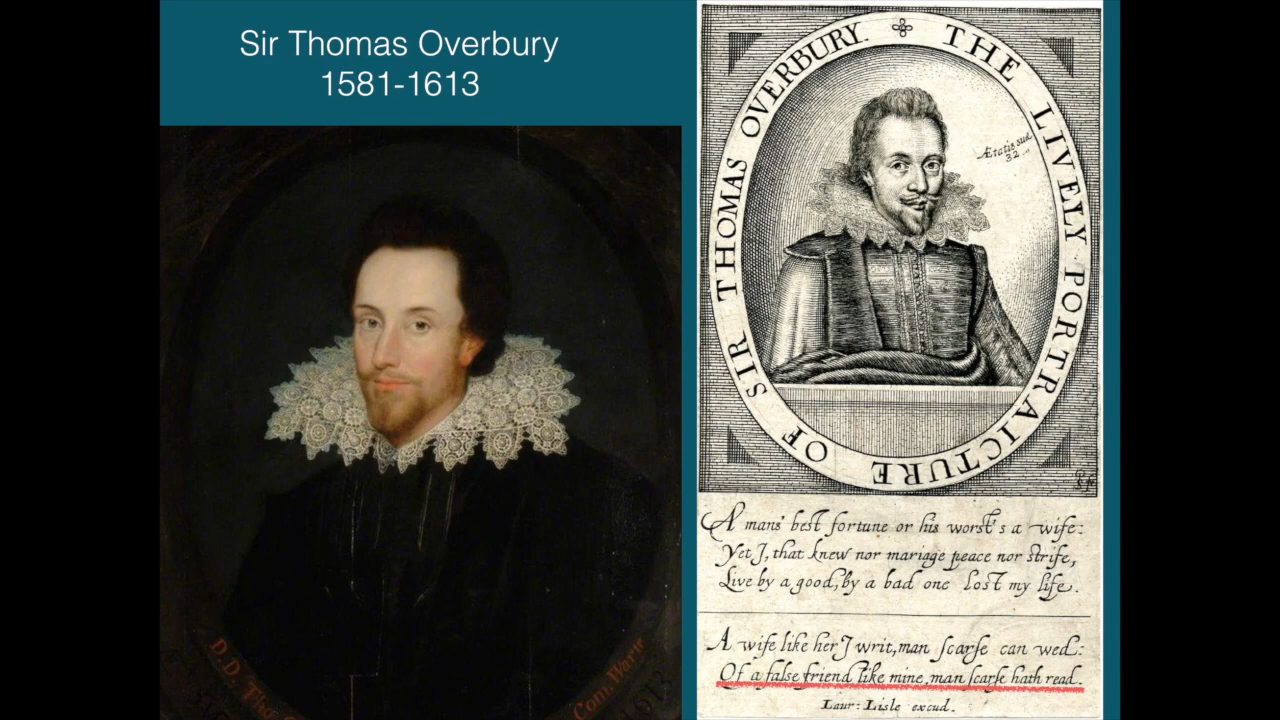 Sir Thomas Overbury
1581-1613
THE LIVELY PORTRAICTURE OF SIR THOMAS OVERBURY.
Ætatis suæ
32
A mans best fortune or his worst's a wife:
Yet I, that knew nor mariage peace nor strife,
Live by a good, by a bad one lost my life.
A wife like her I writ, man scarse can wed:
Of a false friend like mine, man scarse hath read.
Laur: Lisle excud.
D.D.
Com. Warw